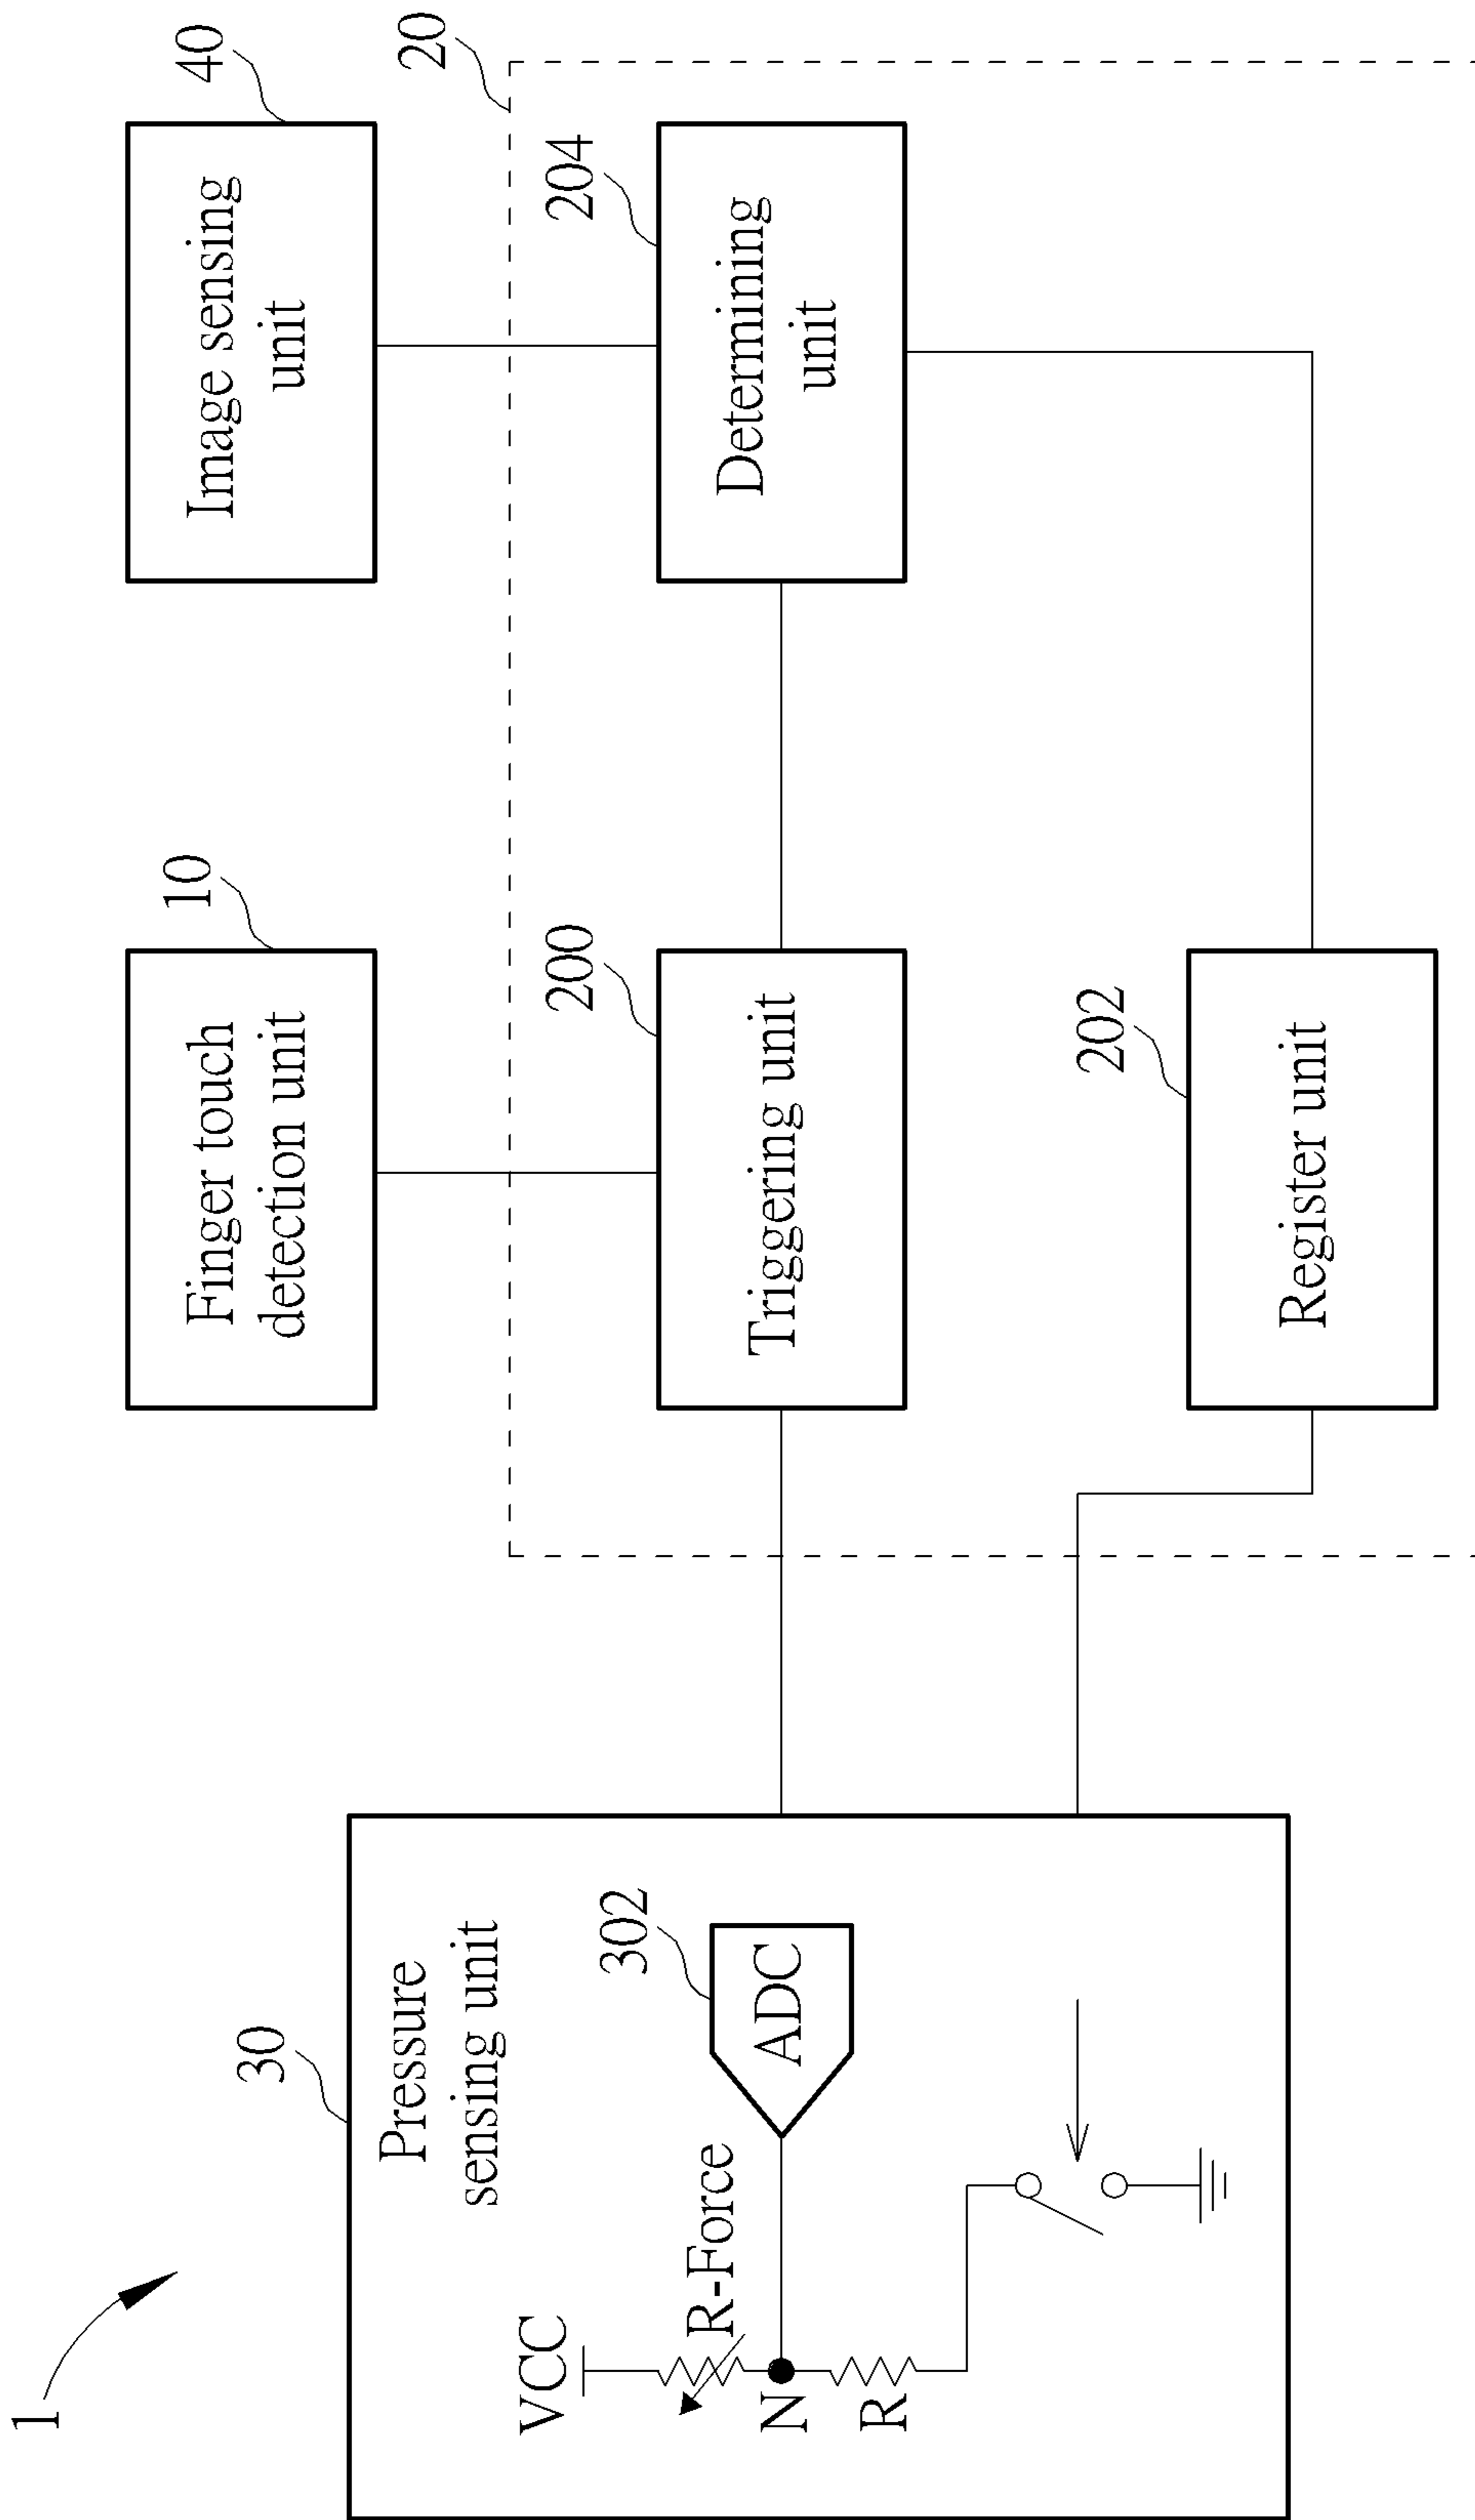 1
30
Pressure
sensing unit
VCC
R-Force
302
ADC
N
R
10
Finger touch
detection unit
40
Image sensing
unit
20
200
Triggering unit
204
Determining
unit
202
Register unit